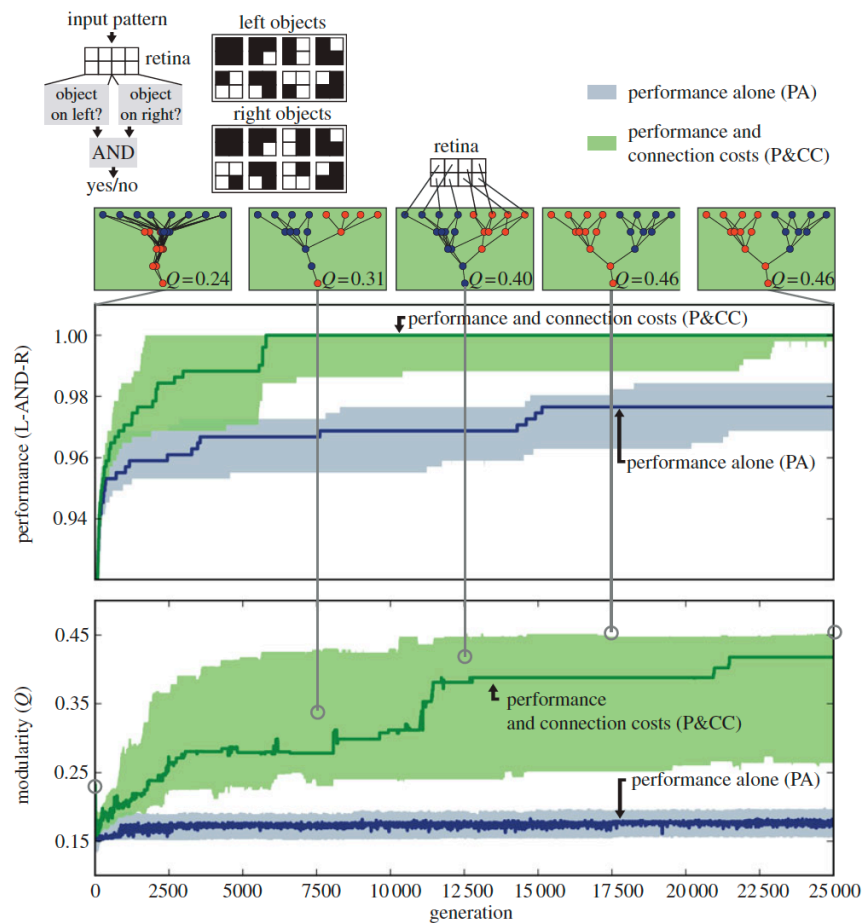 input pattern
retina
object
on left?
object
on right?
AND
yes/no
left objects
right objects
retina
performance alone (PA)
performance and
connection costs (P&CC)
Q=0.24
Q=0.31
Q=0.40
Q=0.46
Q=0.46
performance (L-AND-R)
1.00
0.98
0.96
0.94
performance and connection costs (P&CC)
performance alone (PA)
modularity (Q)
0.45
0.35
0.25
0.15
performance
and connection costs (P&CC)
performance alone (PA)
0
2500
5000
7500
10 000
12 500
15 000
17 500
20 000
22 500
25 000
generation